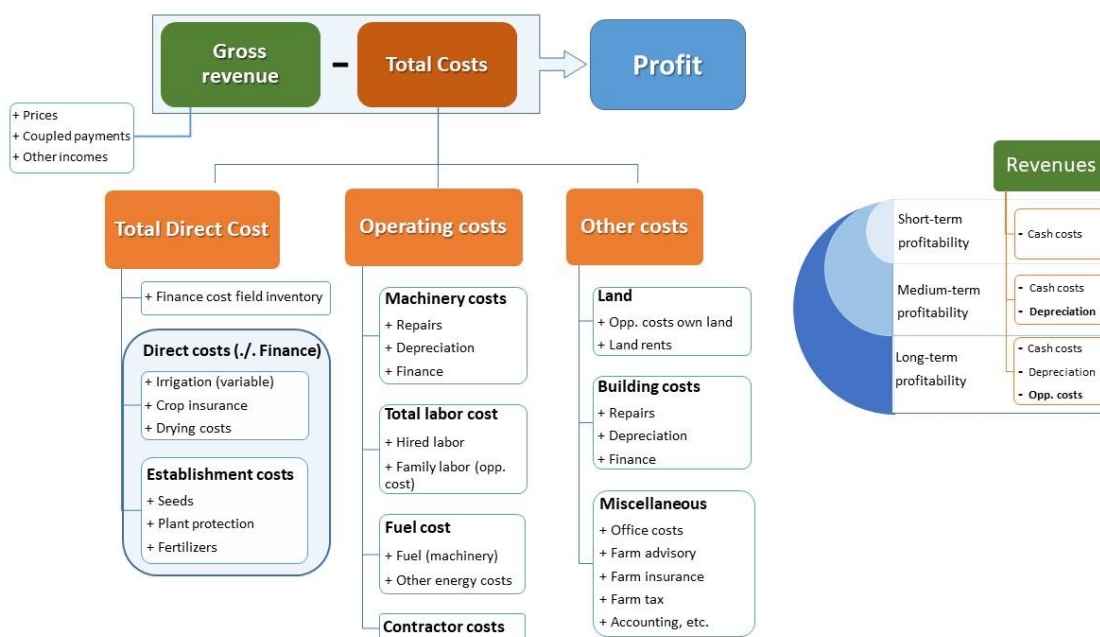 Gross
revenue
-
Total Costs
Profit
+ Prices
+ Coupled payments
+ Other incomes
Total Direct Cost
+ Finance cost field inventory
Direct costs (./. Finance)
+ Irrigation (variable)
+ Crop insurance
+ Drying costs
Establishment costs
+ Seeds
+ Plant protection
+ Fertilizers
Operating costs
Machinery costs
+ Repairs
+ Depreciation
+ Finance
Total labor cost
+ Hired labor
+ Family labor (opp.
cost)
Fuel cost
+ Fuel (machinery)
+ Other energy costs
Contractor costs
Other costs
Land
+ Opp. costs own land
+ Land rents
Building costs
+ Repairs
+ Depreciation
+ Finance
Miscellaneous
+ Office costs
+ Farm advisory
+ Farm insurance
+ Farm tax
+ Accounting, etc.
Revenues
Short-term
profitability
- Cash costs
Medium-term
profitability
- Cash costs
- Depreciation
Long-term
profitability
- Cash costs
- Depreciation
- Opp. costs